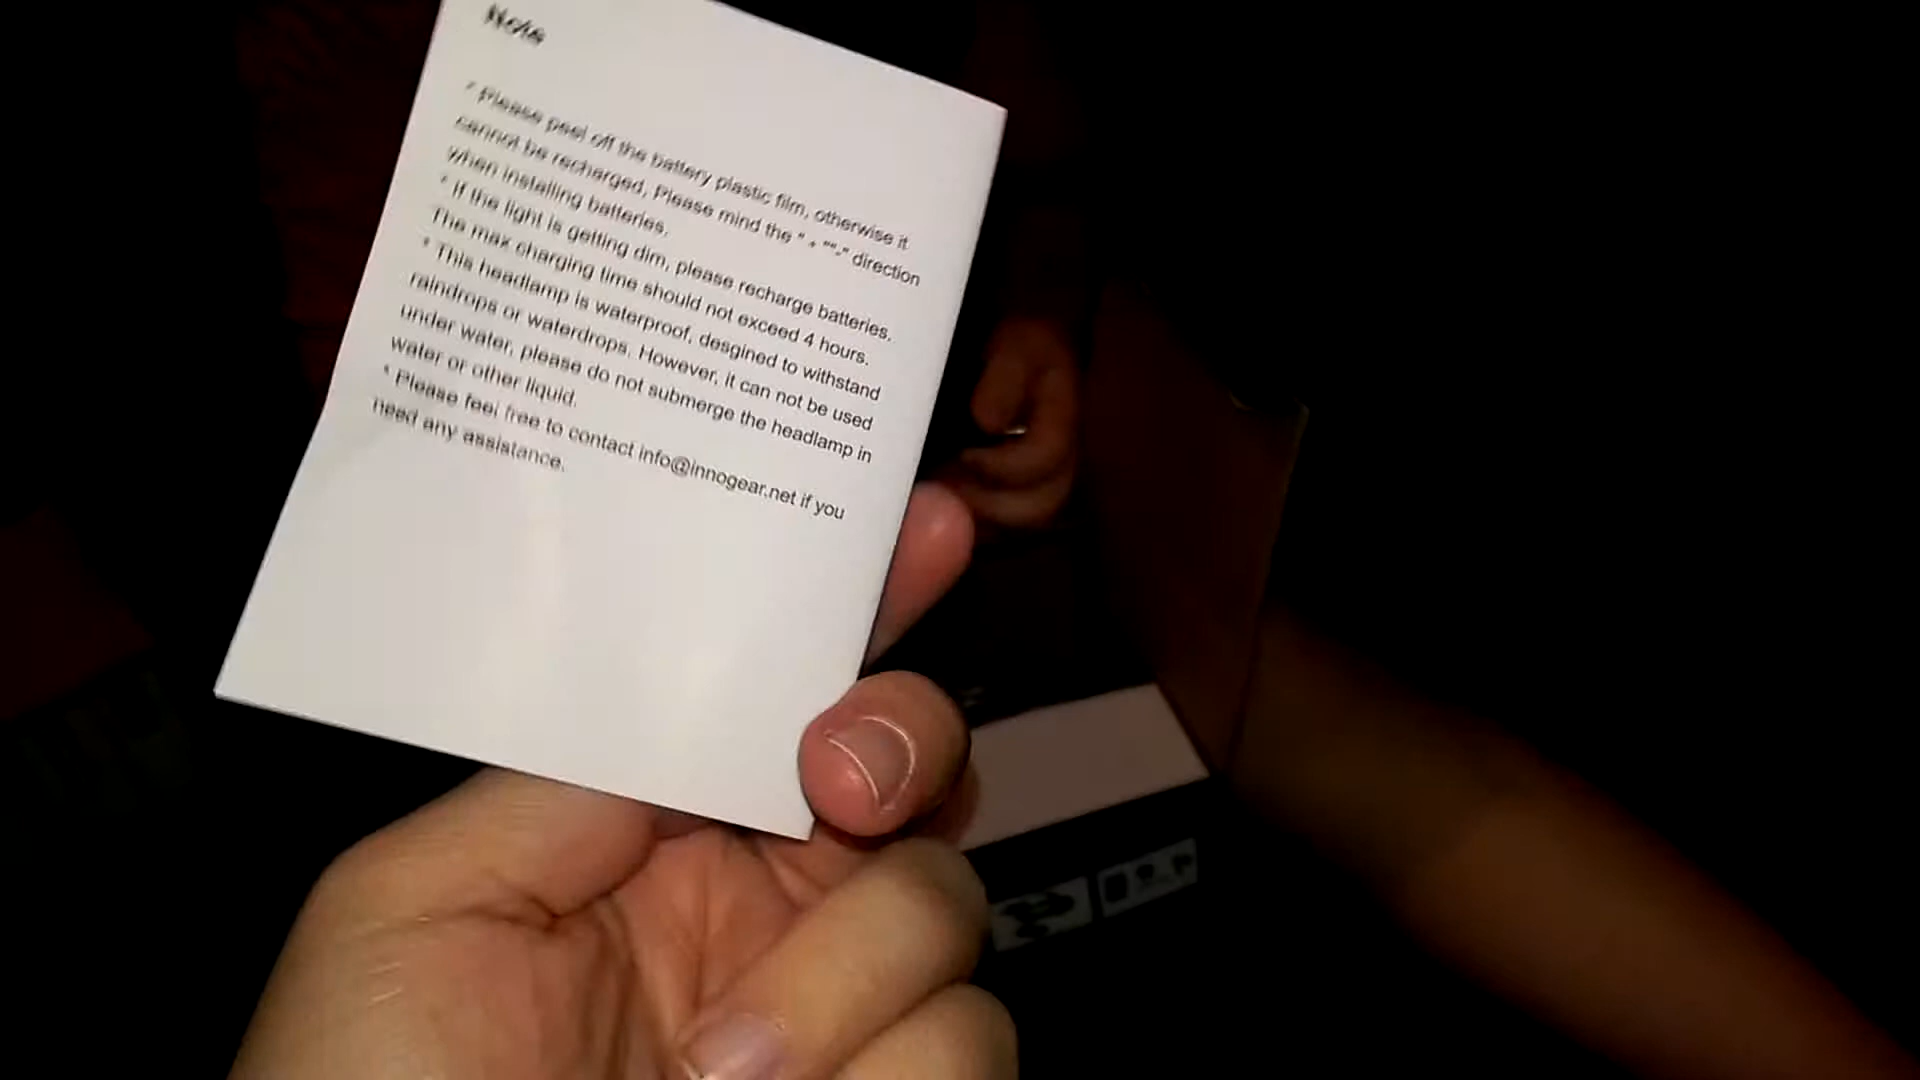 Note
* Please peel off the battery plastic film, otherwise it
cannot be recharged, Please mind the " + ""-" direction
when installing batteries.
* If the light is getting dim, please recharge batteries.
The max charging time should not exceed 4 hours.
* This headlamp is waterproof, desgined to withstand
raindrops or waterdrops. However, it can not be used
under water, please do not submerge the headlamp in
water or other liquid.
* Please feel free to contact info@innogear.net if you
need any assistance.